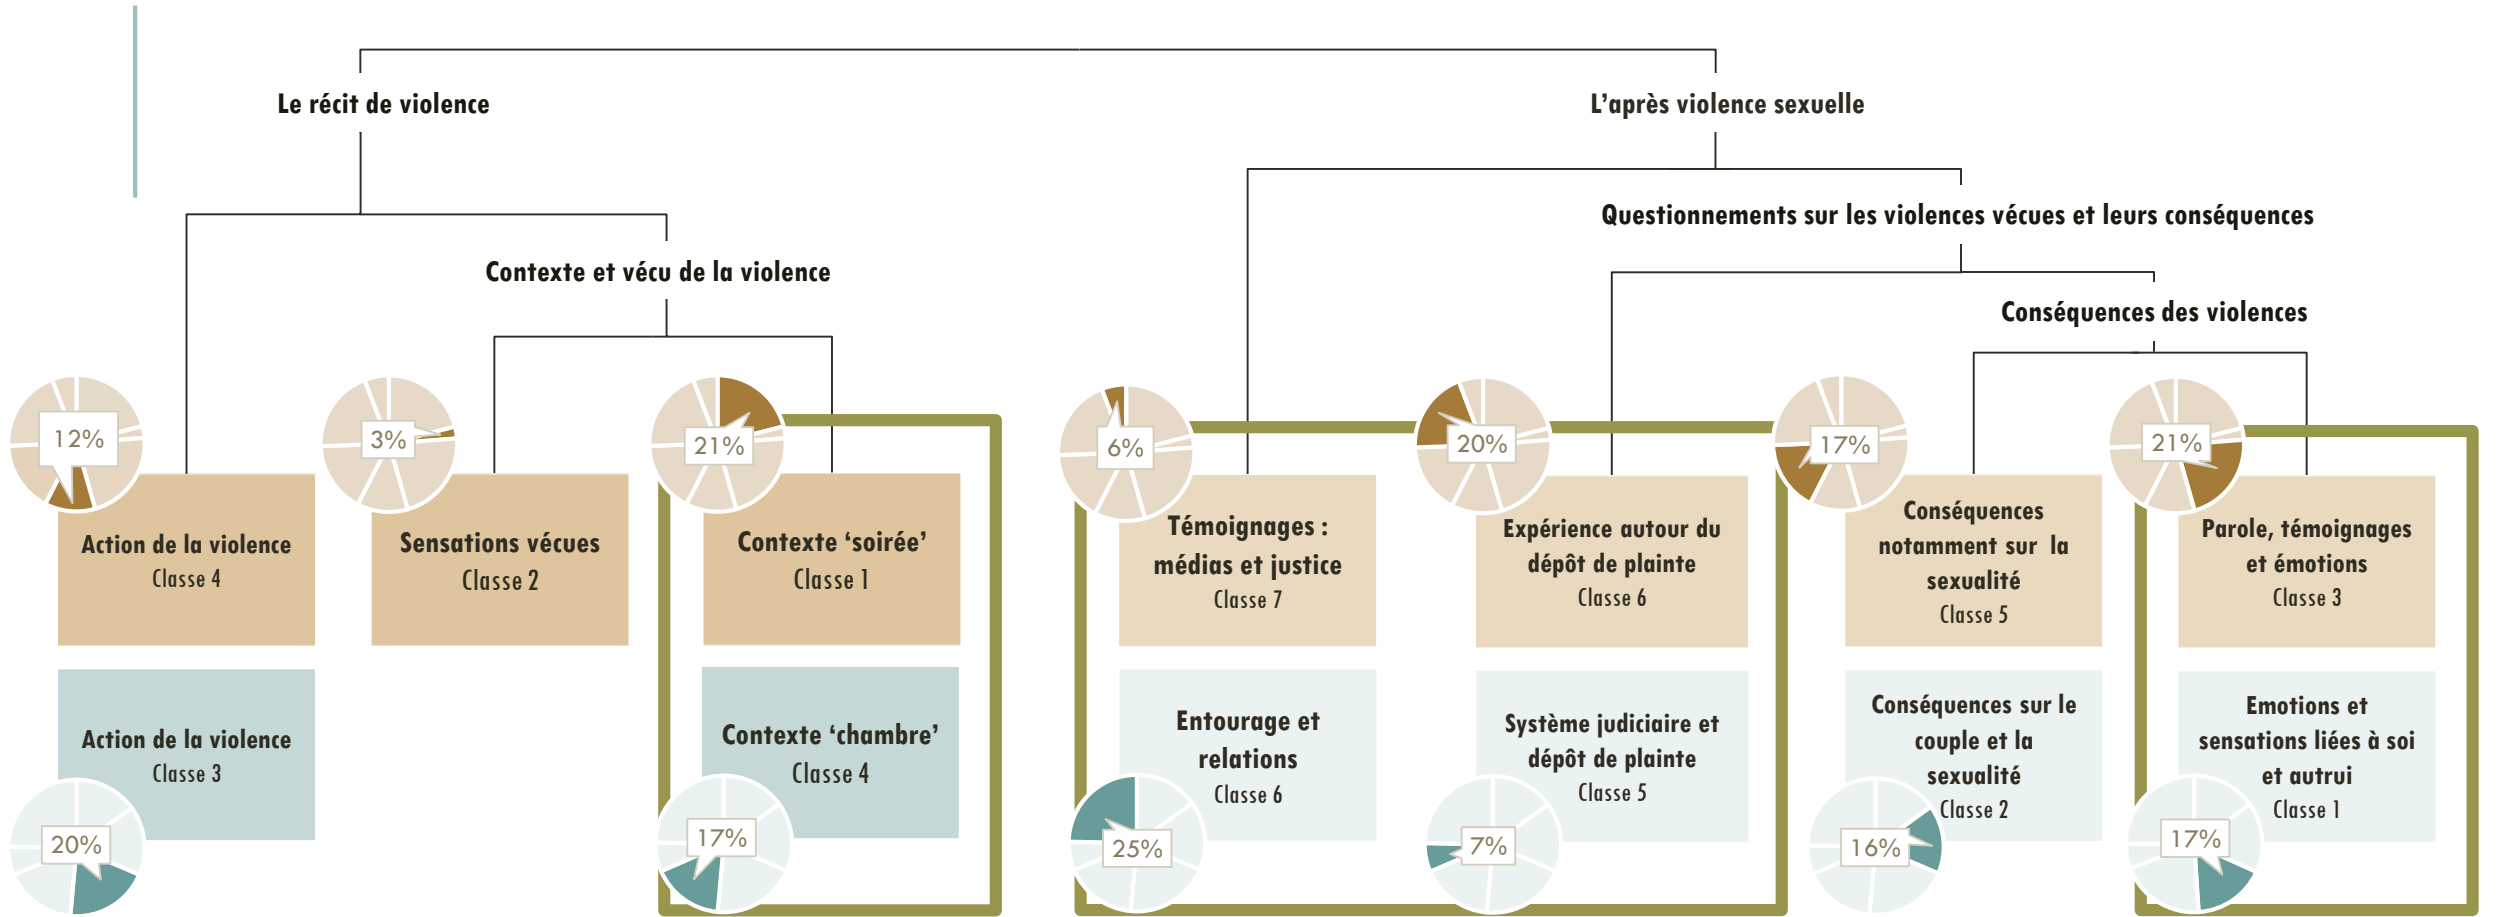 Le récit de violence
L’après violence sexuelle
Questionnements sur les violences vécues et leurs conséquences
Contexte et vécu de la violence
Conséquences des violences
12%
3%
21%
6%
20%
17%
21%
Action de la violence
Classe 4
Sensations vécues
Classe 2
Contexte ‘soirée’
Classe 1
Témoignages :
médias et justice
Classe 7
Expérience autour du
dépôt de plainte
Classe 6
Conséquences
notamment sur la
sexualité
Classe 5
Parole, témoignages
et émotions
Classe 3
Action de la violence
Classe 3
Contexte ‘chambre’
Classe 4
Entourage et
relations
Classe 6
Système judiciaire et
dépôt de plainte
Classe 5
Conséquences sur le
couple et la
sexualité
Classe 2
Emotions et
sensations liées à soi
et autrui
Classe 1
20%
17%
25%
7%
16%
17%